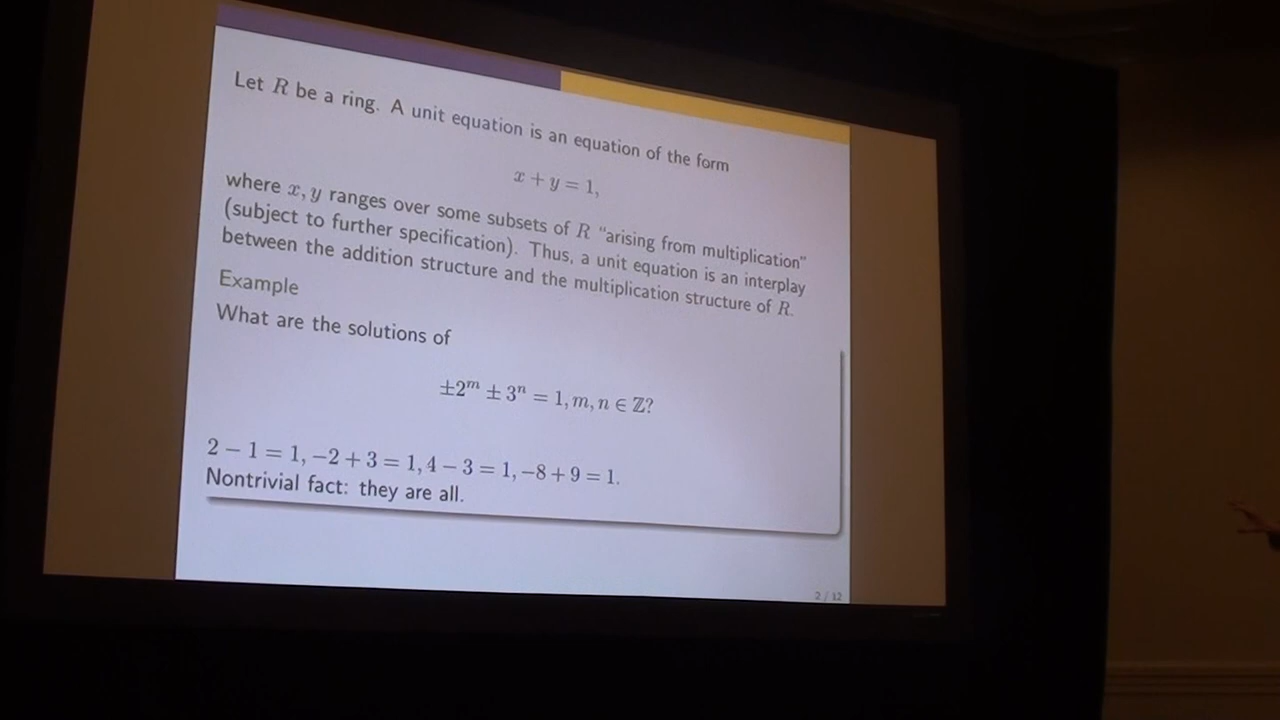 Let R be a ring. A unit equation is an equation of the form
x + y = 1,
where x, y ranges over some subsets of R "arising from multiplication"
(subject to further specification). Thus, a unit equation is an interplay
between the addition structure and the multiplication structure of R.
Example
What are the solutions of
±2^m ± 3^n = 1, m, n ∈ ℤ?
2 − 1 = 1, −2 + 3 = 1, 4 − 3 = 1, −8 + 9 = 1.
Nontrivial fact: they are all.
2 / 12